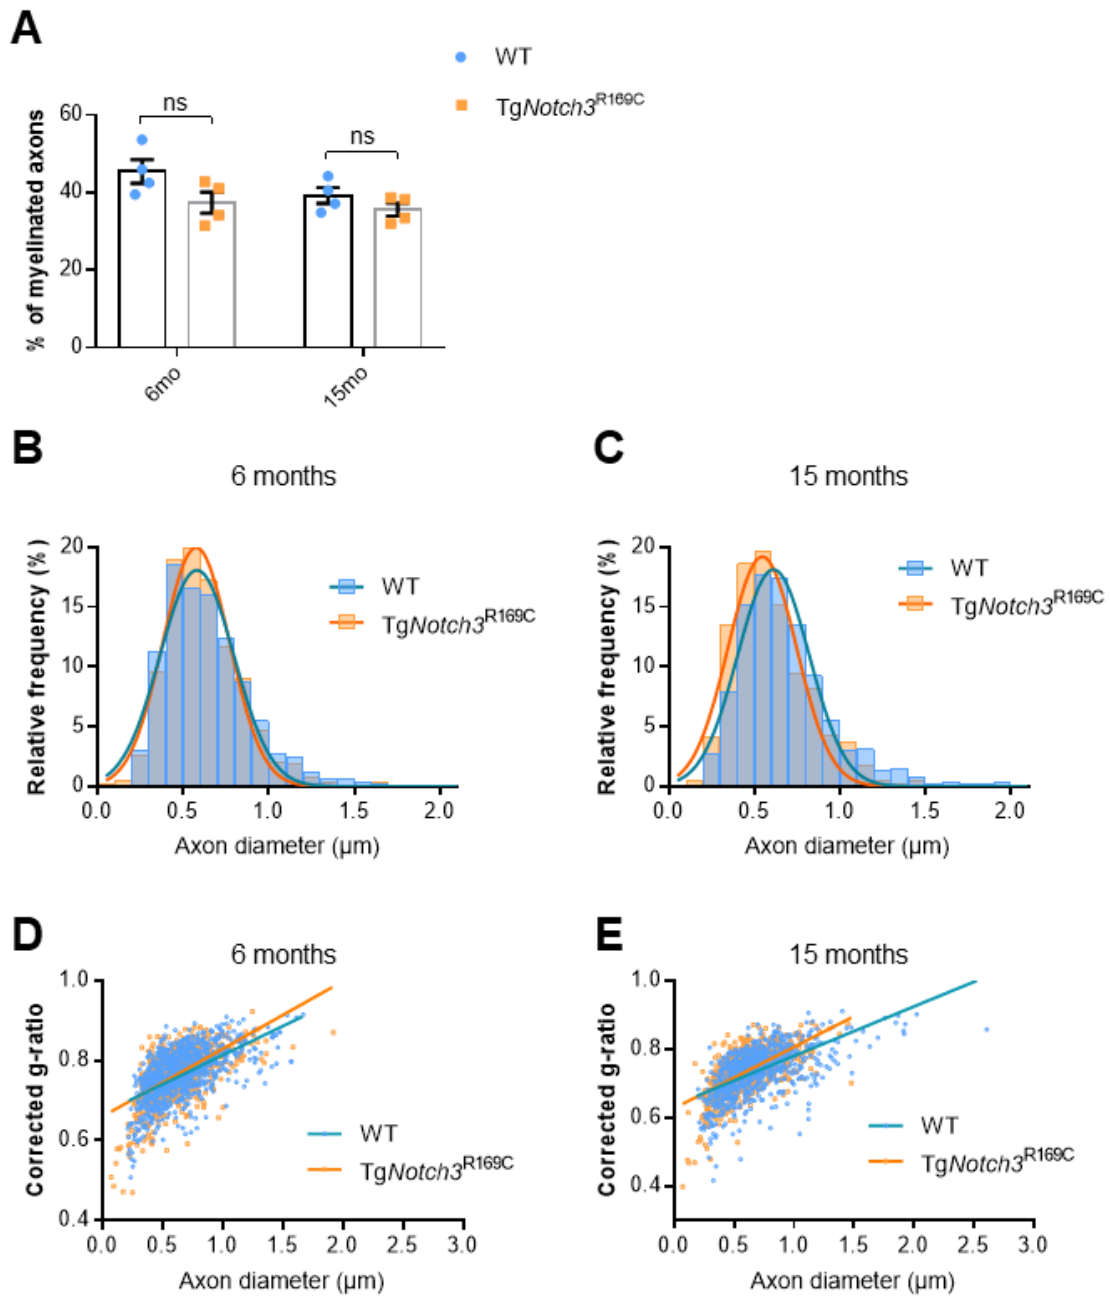 A
WT
TgNotch3R169C
% of myelinated axons
60
40
20
0
ns
ns
6mo
15mo
B
6 months
Relative frequency (%)
20
15
10
5
0
WT
TgNotch3R169C
0.0 0.5 1.0 1.5 2.0
Axon diameter (µm)
C
15 months
Relative frequency (%)
20
15
10
5
0
WT
TgNotch3R169C
0.0 0.5 1.0 1.5 2.0
Axon diameter (µm)
D
6 months
Corrected g-ratio
1.0
0.8
0.6
0.4
WT
TgNotch3R169C
0.0 0.5 1.0 1.5 2.0 2.5 3.0
Axon diameter (µm)
E
15 months
Corrected g-ratio
1.0
0.8
0.6
0.4
WT
TgNotch3R169C
0.0 0.5 1.0 1.5 2.0 2.5 3.0
Axon diameter (µm)